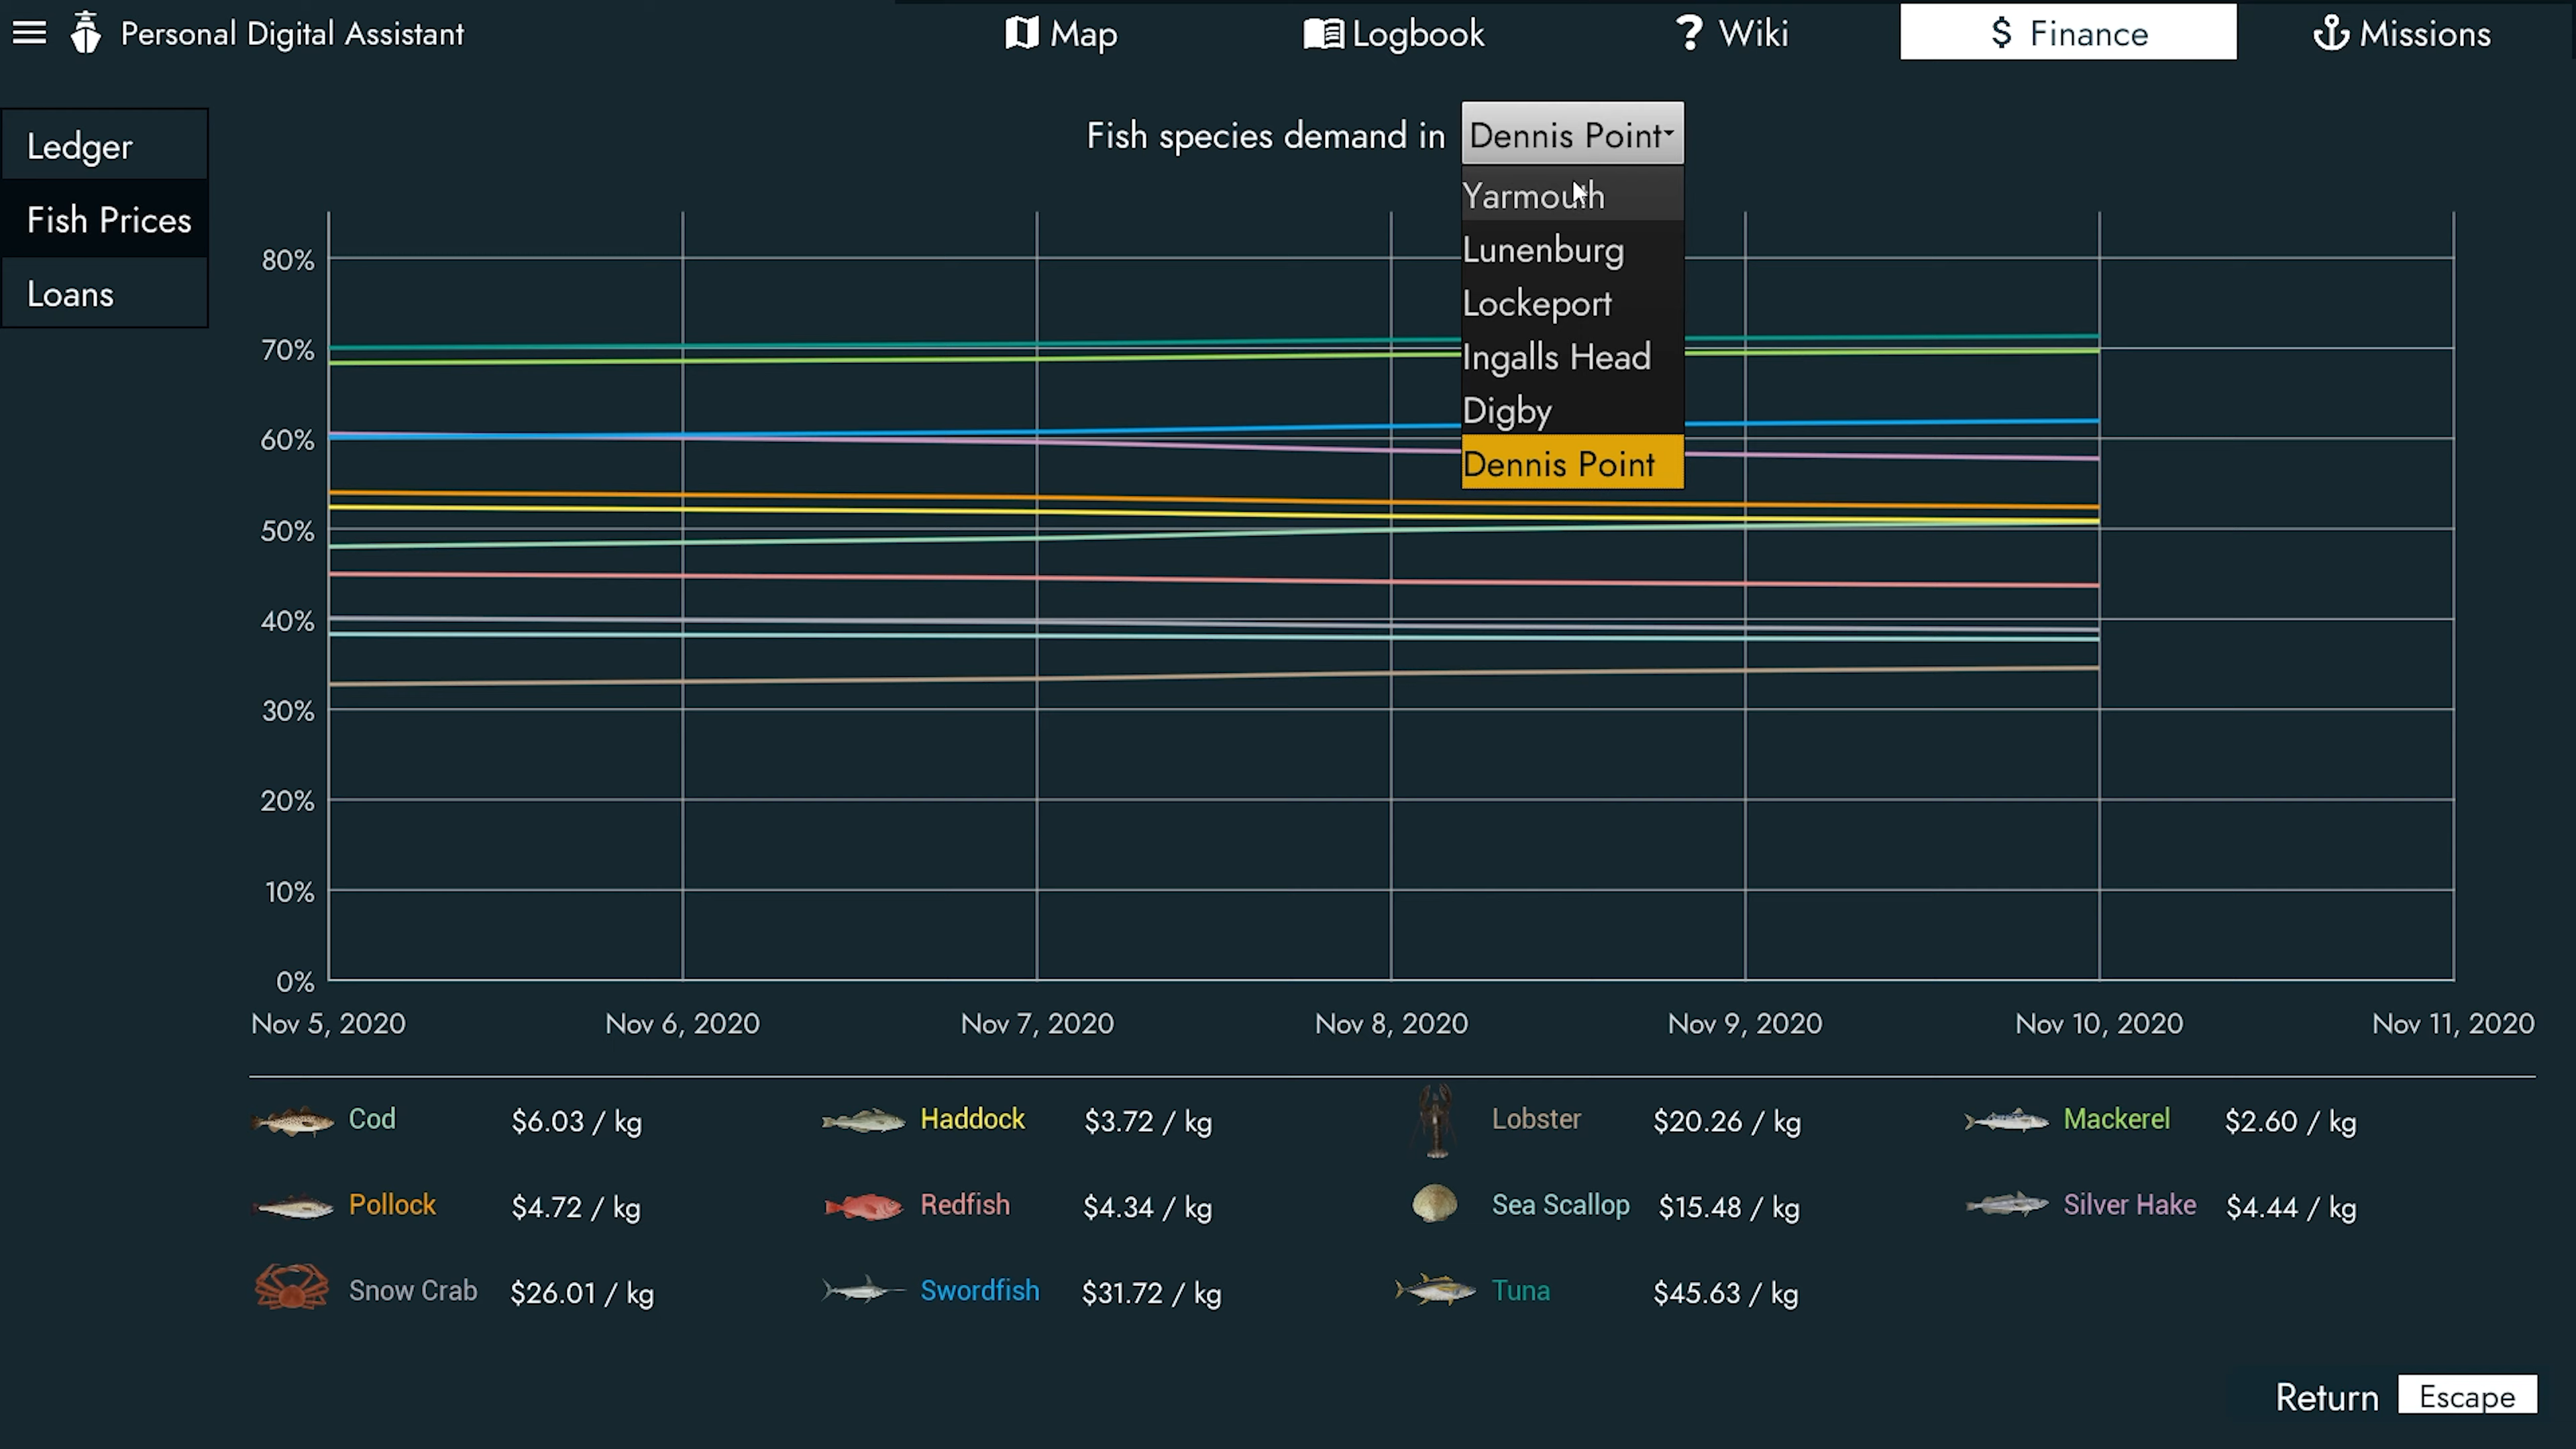 Personal Digital Assistant Map Logbook ? Wiki $ Finance Missions
Ledger
Fish Prices
Loans
Fish species demand in Dennis Point
Yarmouth
Lunenburg
Lockeport
Ingalls Head
Digby
Dennis Point
80%
70%
60%
50%
40%
30%
20%
10%
0%
Nov 5, 2020 Nov 6, 2020 Nov 7, 2020 Nov 8, 2020 Nov 9, 2020 Nov 10, 2020 Nov 11, 2020
Cod $6.03 / kg Haddock $3.72 / kg Lobster $20.26 / kg Mackerel $2.60 / kg
Pollock $4.72 / kg Redfish $4.34 / kg Sea Scallop $15.48 / kg Silver Hake $4.44 / kg
Snow Crab $26.01 / kg Swordfish $31.72 / kg Tuna $45.63 / kg
Return Escape